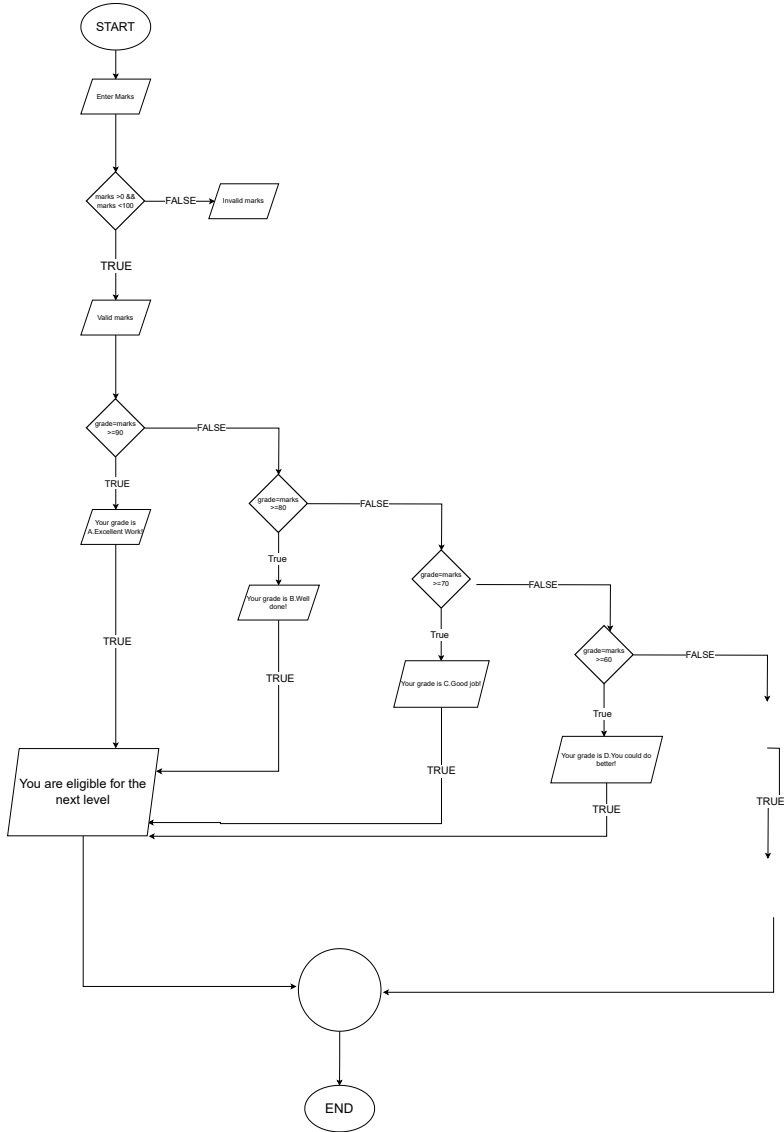 START
Enter Marks
marks >0 &&
marks <100
FALSE
Invalid marks
TRUE
Valid marks
grade=marks
>=90
FALSE
TRUE
Your grade is
A.Excellent Work!
grade=marks
>=80
FALSE
True
Your grade is B.Well
done!
grade=marks
>=70
FALSE
True
Your grade is C.Good job!
grade=marks
>=60
FALSE
True
Your grade is D.You could do
better!
TRUE
TRUE
TRUE
TRUE
TRUE
You are eligible for the
next level
END